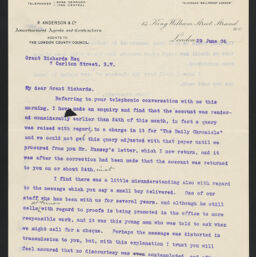 R. ANDERSON & Co
Advertisement Agents and Contractors
AGENTS TO
THE LONDON COUNTY COUNCIL.
King William Street Strand
London 29 June
Grant Richards Esq
7 Carlton Street, S.W.
My dear Grant Richards,
Referring to your telephonic conversation with me this
morning. I have made an enquiry and find that the account was render-
ed considerably earlier than 24th of this month, in fact a query
was raised with regard to a charge in it for "The Daily Chronicle"
and we could not get this query adjusted with that paper until we
procured from you Mr. Massey's letter, which I now return, and it
was after the correction had been made that the account was returned
to you on or about 24th.
I find there was a little misunderstanding also with regard
to the message which you say a small boy delivered. One of our
staff who has been with us for several years, and although he still
calls with regard to proofs is being promoted in the office to more
responsible work, and it was this young man who was told to ask when
we might call for a cheque. Perhaps the message was distorted in
transmission to you, but, with this explanation I trust you will
feel assured that no discourtesy was even contemplated